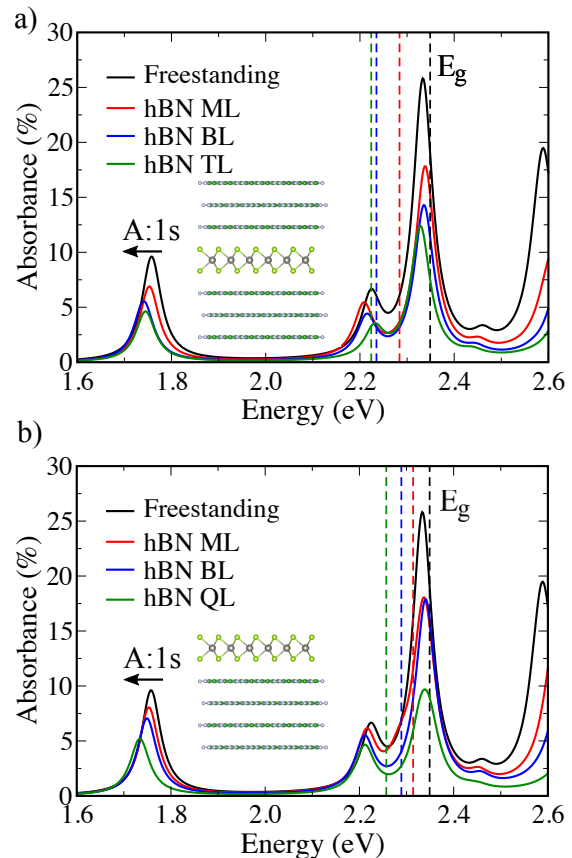 a)
30
25
20
15
10
5
0
Absorbance (%)
Freestanding
hBN ML
hBN BL
hBN TL
E_g
A:1s
1.6 1.8 2.0 2.2 2.4 2.6
Energy (eV)
b)
30
25
20
15
10
5
0
Absorbance (%)
Freestanding
hBN ML
hBN BL
hBN QL
E_g
A:1s
1.6 1.8 2.0 2.2 2.4 2.6
Energy (eV)